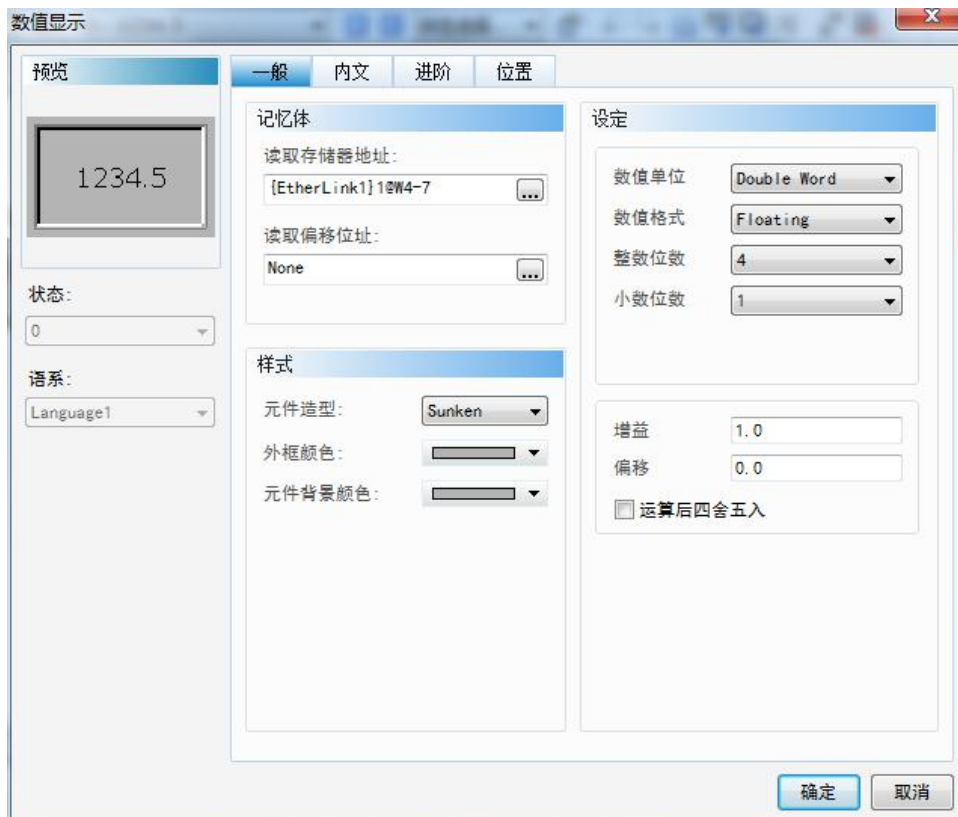 数值显示
预览
1234.5
状态:
0
语系:
Language1
一般 内文 进阶 位置
记忆体
读取存储器地址:
{EtherLink1}1@W4-7
...
读取偏移位址:
None
...
样式
元件造型: Sunken
外框颜色:
元件背景颜色:
设定
数值单位 Double Word
数值格式 Floating
整数位数 4
小数位数 1
增益 1.0
偏移 0.0
运算后四舍五入
确定 取消